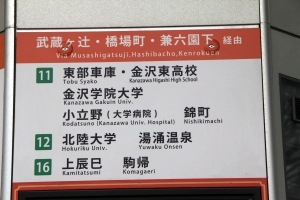 武蔵ヶ辻・橋場町・兼六園下 経由
Via Musashigatsuji,Hashibacho,Kenrokuen
11 東部車庫・金沢東高校
Tobu Syako Kanazawa Higashi High School
金沢学院大学
Kanazawa Gakuin Univ.
小立野(大学病院) 錦町
Kodatsuno (Kanazawa Univ. Hospital) Nishikimachi
12 北陸大学 湯涌温泉
Hokuriku Univ. Yuwaku Onsen
16 上辰巳 駒帰
Kamitatsumi Komagaeri